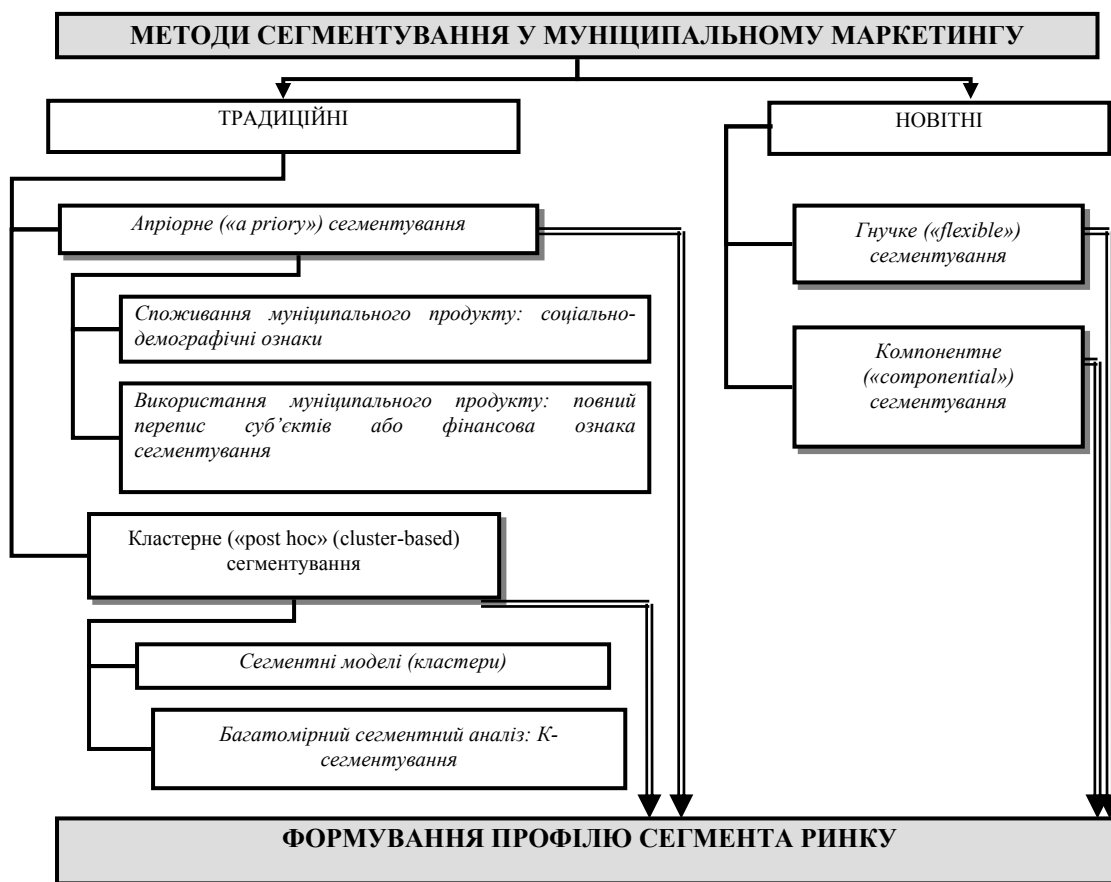 МЕТОДИ СЕГМЕНТУВАННЯ У МУНІЦИПАЛЬНОМУ МАРКЕТИНГУ
ТРАДИЦІЙНІ
Апріорне («a priory») сегментування
Споживання муніципального продукту: соціально-
демографічні ознаки
Використання муніципального продукту: повний
перепис суб’єктів або фінансова ознака
сегментування
Кластерне («post hoc» (cluster-based)
сегментування
Сегментні моделі (кластери)
Багатомірний сегментний аналіз: К-
сегментування
НОВІТНІ
Гнучке («flexible»)
сегментування
Компонентне
(«componential»)
сегментування
ФОРМУВАННЯ ПРОФІЛЮ СЕГМЕНТА РИНКУ